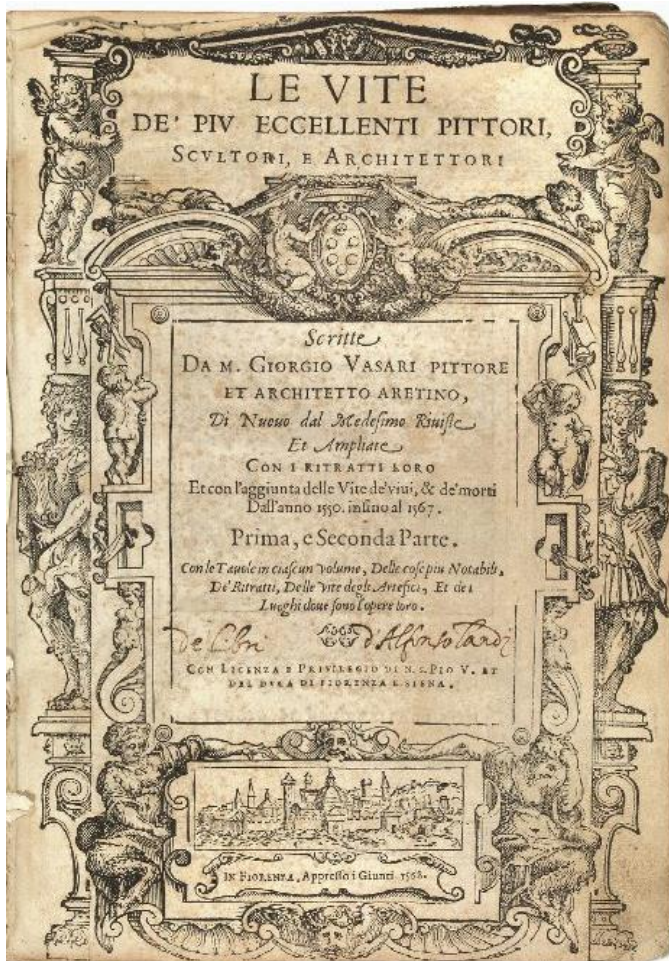 LE VITE
DE' PIV ECCELLENTI PITTORI,
SCVLTORI, E ARCHITETTORI
Scritte
DA M. GIORGIO VASARI PITTORE
ET ARCHITETTO ARETINO,
Di Nuouo dal Medesimo Riuiste
Et Ampliate
CON I RITRATTI LORO
Et con l'aggiunta delle Vite de' viui, & de' morti
Dall'anno 1550. insino al 1567.
Prima, e Seconda Parte.
Con le Tauole in ciascun volume, Delle cose piu Notabili,
De' Ritratti, Delle vite degli Artefici, Et dei
Luoghi doue sono l'opere loro.
de Libri d'Alfonso
CON LICENZA E PRIVILEGIO DI N. S. PIO V. ET
DEL DVCA DI FIORENZA E SIENA.
IN FIORENZA, Appresso i Giunti 1568.